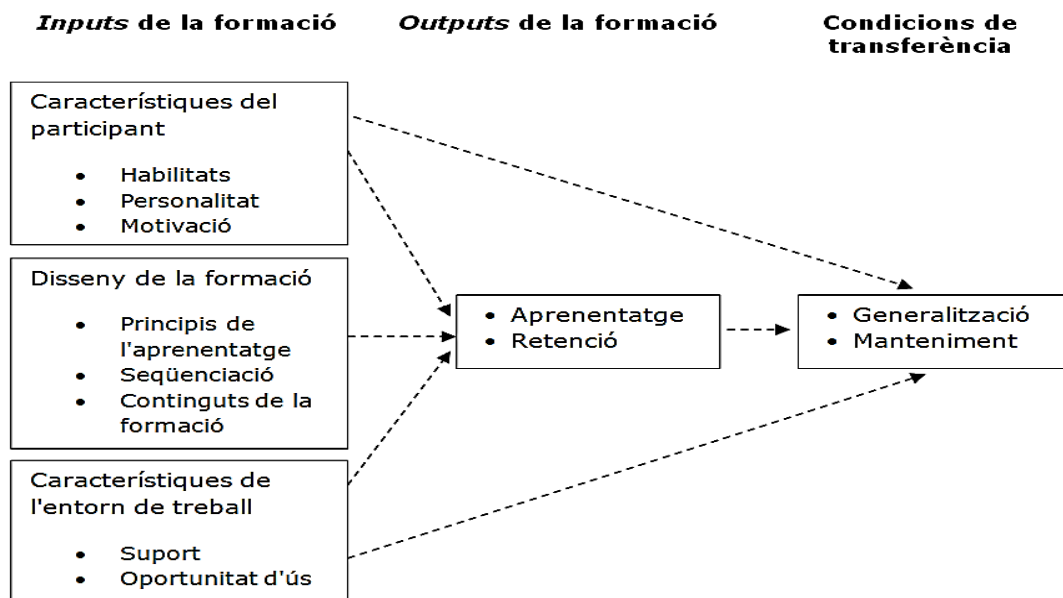 Inputs de la formació
Outputs de la formació
Condicions de
transferència
Característiques del
participant
• Habilitats
• Personalitat
• Motivació
Disseny de la formació
• Principis de
l'aprenentatge
• Seqüenciació
• Continguts de la
formació
Característiques de
l'entorn de treball
• Suport
• Oportunitat d'ús
• Aprenentatge
• Retenció
• Generalització
• Manteniment